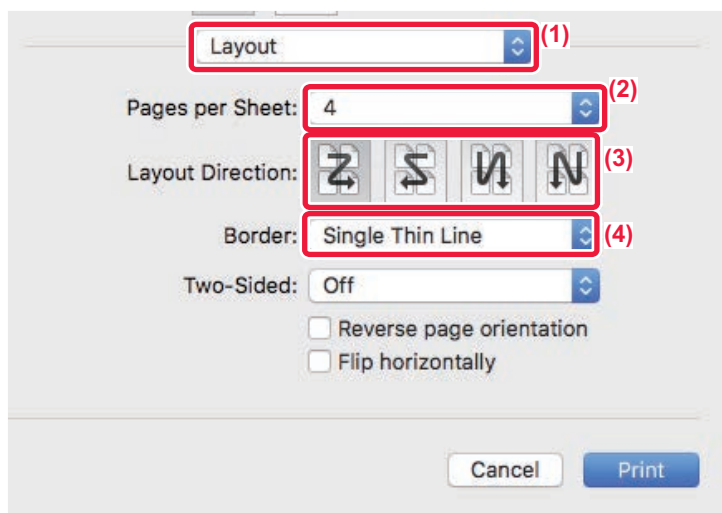 Layout (1)
Pages per Sheet: 4 (2)
Layout Direction: (3)
Border: Single Thin Line (4)
Two-Sided: Off
Reverse page orientation
Flip horizontally
Cancel Print